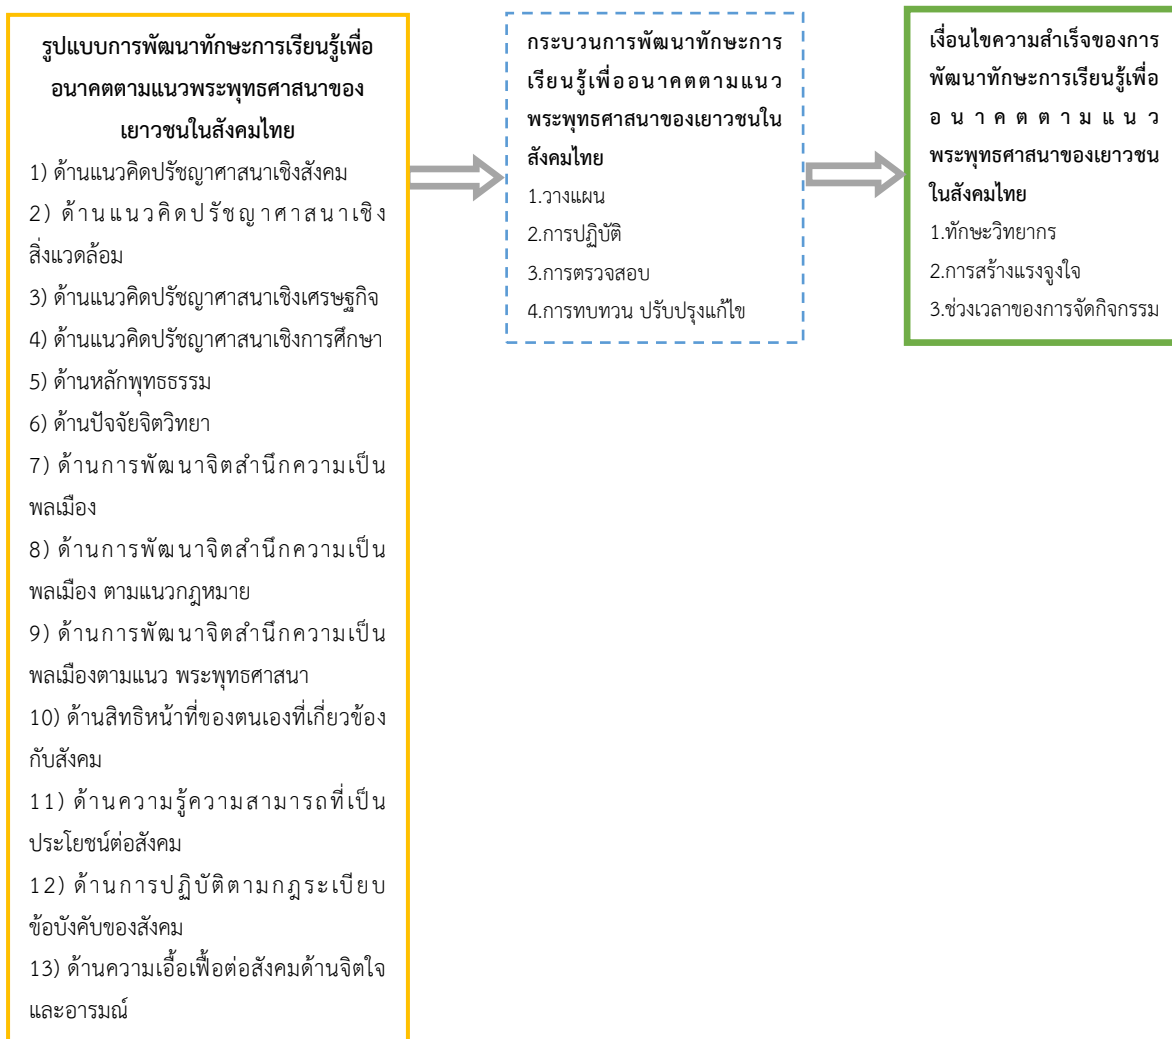 รูปแบบการพัฒนาทักษะการเรียนรู้เพื่อ
อนาคตตามแนวพระพุทธศาสนาของ
เยาวชนในสังคมไทย
1) ด้านแนวคิดปรัชญาศาสนาเชิงสังคม
2) ด้านแนวคิดปรัชญาศาสนาเชิง
สิ่งแวดล้อม
3) ด้านแนวคิดปรัชญาศาสนาเชิงเศรษฐกิจ
4) ด้านแนวคิดปรัชญาศาสนาเชิงการศึกษา
5) ด้านหลักพุทธธรรม
6) ด้านปัจจัยจิตวิทยา
7) ด้านการพัฒนาจิตสำนึกความเป็น
พลเมือง
8) ด้านการพัฒนาจิตสำนึกความเป็น
พลเมือง ตามแนวกฎหมาย
9) ด้านการพัฒนาจิตสำนึกความเป็น
พลเมืองตามแนว พระพุทธศาสนา
10) ด้านสิทธิหน้าที่ของตนเองที่เกี่ยวข้อง
กับสังคม
11) ด้านความรู้ความสามารถที่เป็น
ประโยชน์ต่อสังคม
12) ด้านการปฏิบัติตามกฎระเบียบ
ข้อบังคับของสังคม
13) ด้านความเอื้อเฟื้อต่อสังคมด้านจิตใจ
และอารมณ์
กระบวนการพัฒนาทักษะการ
เรียนรู้เพื่ออนาคตตามแนว
พระพุทธศาสนาของเยาวชนใน
สังคมไทย
1.วางแผน
2.การปฏิบัติ
3.การตรวจสอบ
4.การทบทวน ปรับปรุงแก้ไข
เงื่อนไขความสำเร็จของการ
พัฒนาทักษะการเรียนรู้เพื่อ
อนาคตตามแนว
พระพุทธศาสนาของเยาวชน
ในสังคมไทย
1.ทักษะวิทยากร
2.การสร้างแรงจูงใจ
3.ช่วงเวลาของการจัดกิจกรรม